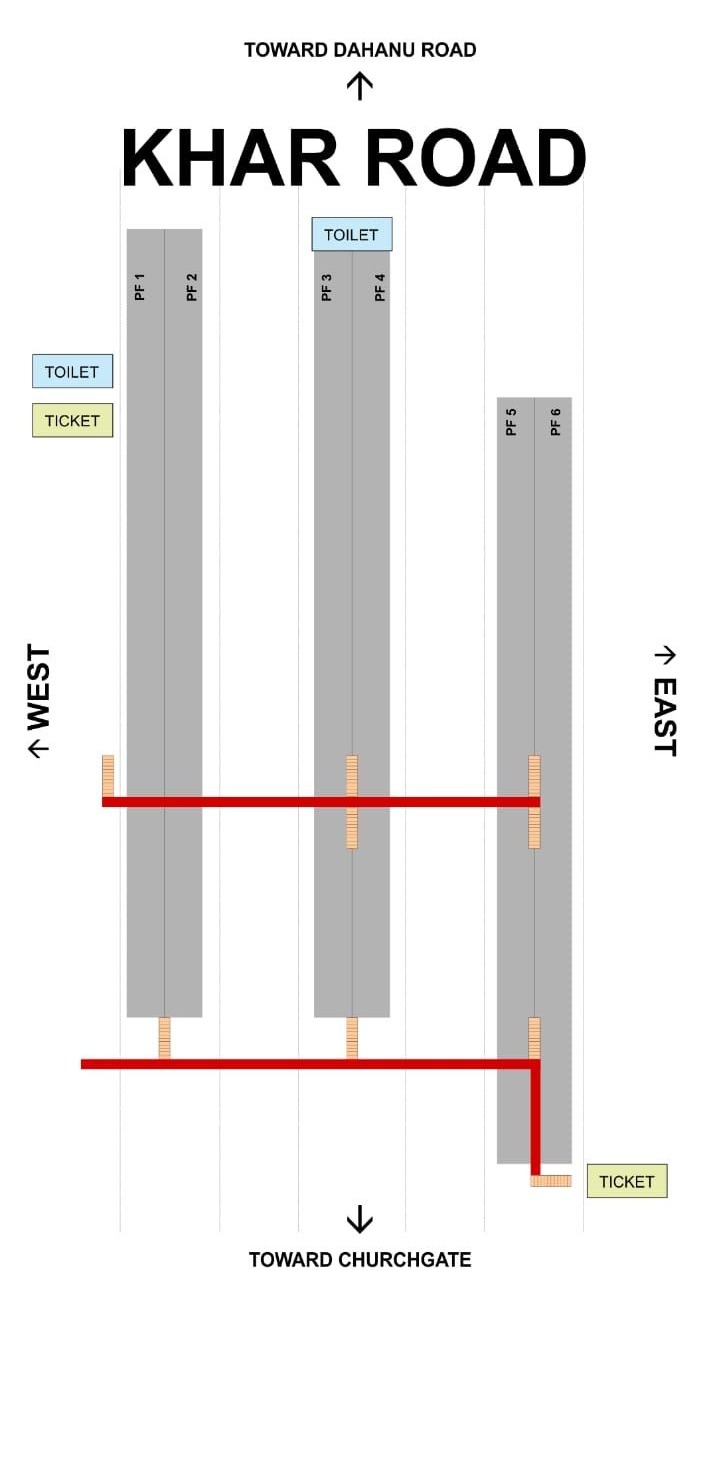 TOWARD DAHANU ROAD
↑
KHAR ROAD
TOILET
PF 1
PF 2
PF 3
PF 4
TOILET
TICKET
PF 5
PF 6
↑ WEST
↑ EAST
TICKET
↓
TOWARD CHURCHGATE